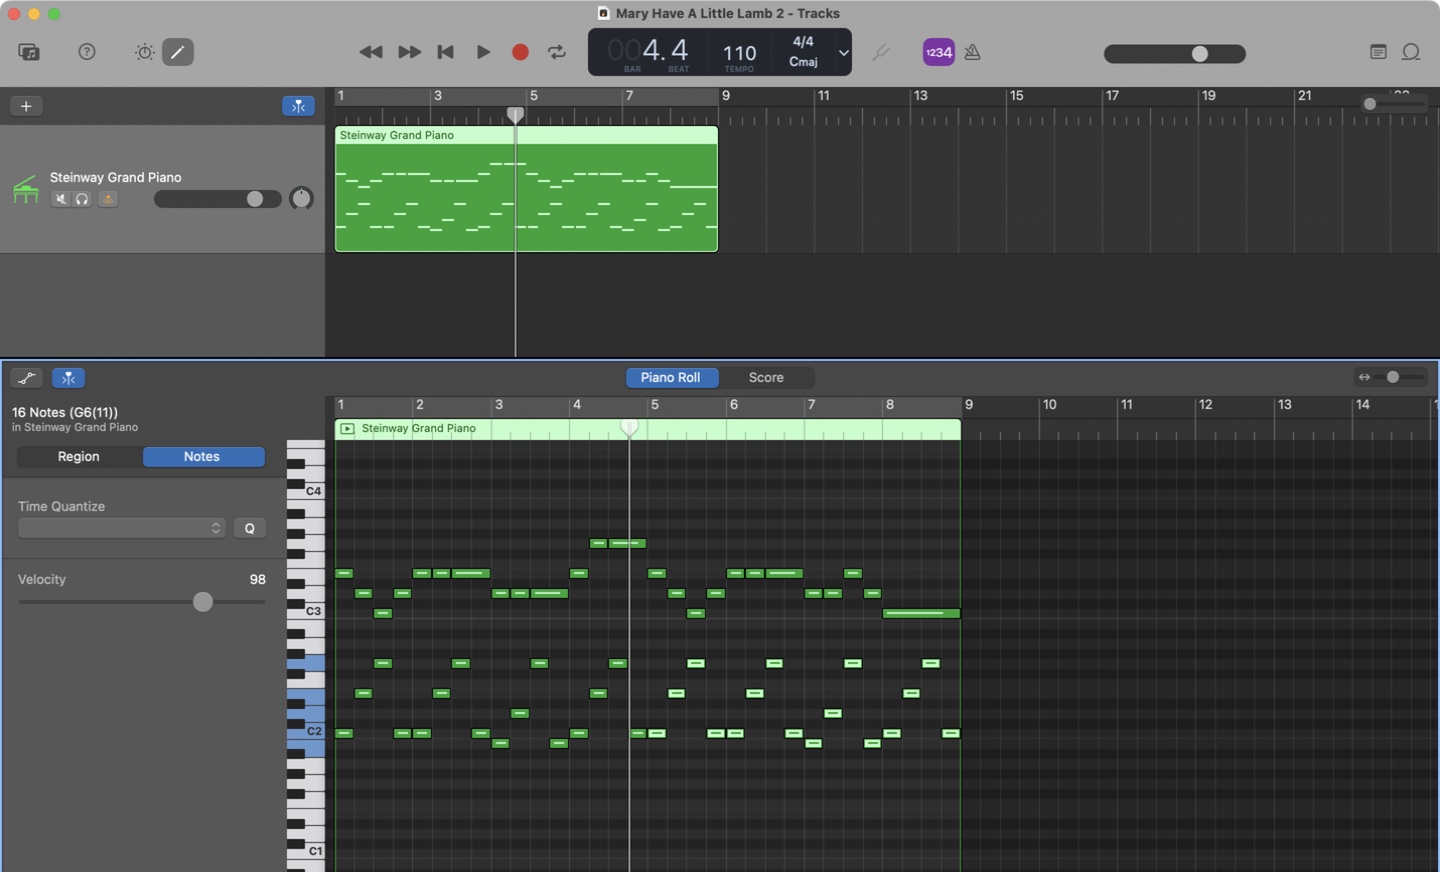 Mary Have A Little Lamb 2 - Tracks
004.4
BAR BEAT
110
TEMPO
4/4
Cmaj
1234
1 3 5 7 9 11 13 15 17 19 21
Steinway Grand Piano
Steinway Grand Piano
Piano Roll Score
16 Notes (G6(11))
in Steinway Grand Piano
1 2 3 4 5 6 7 8 9 10 11 12 13 14
Steinway Grand Piano
Region Notes
C4
Time Quantize
Q
Velocity 98
C3
C2
C1